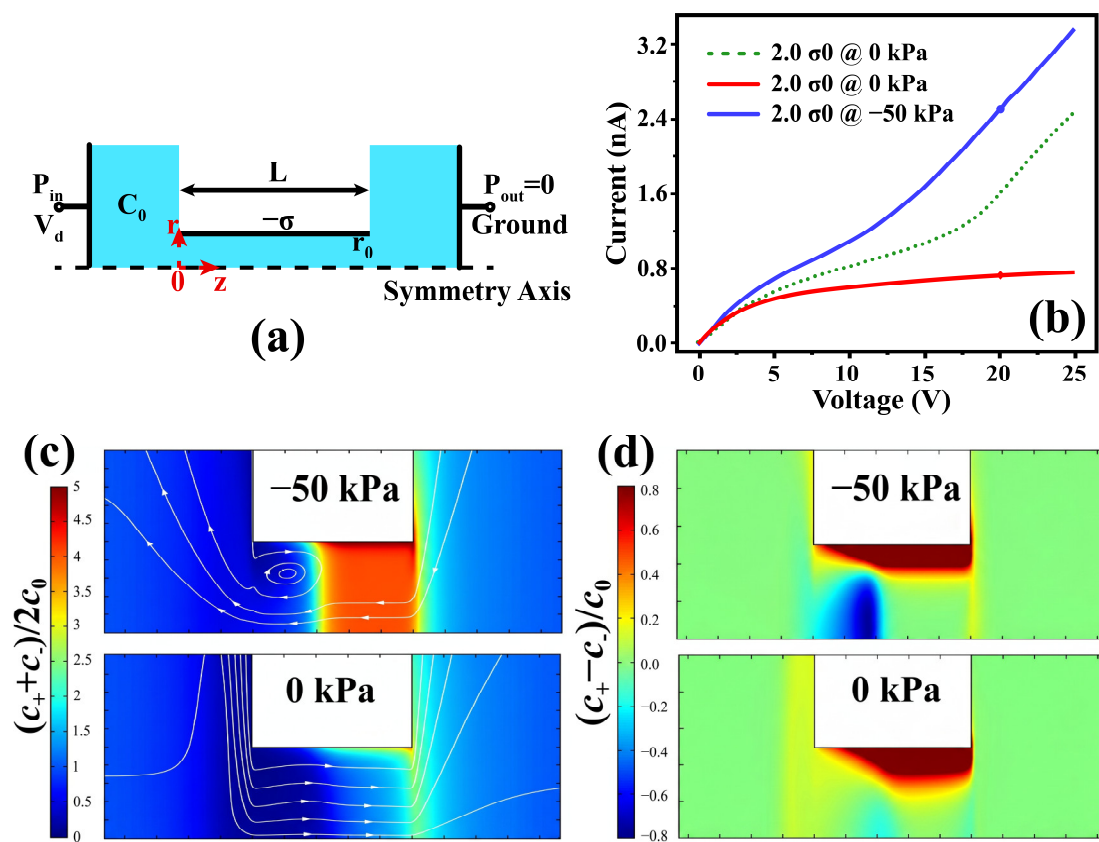 L
P_in
P_out=0
C_0
V_d
r
−σ
r_0
Ground
0
z
Symmetry Axis
(a)
3.2
2.4
1.6
0.8
0.0
Current (nA)
2.0 σ0 @ 0 kPa
2.0 σ0 @ 0 kPa
2.0 σ0 @ −50 kPa
(b)
0
5
10
15
20
25
Voltage (V)
(c)
(c_++c_-)/2c_0
5
4.5
4
3.5
3
2.5
2
1.5
1
0.5
0
−50 kPa
0 kPa
(d)
(c_+−c_-)/c_0
0.8
0.6
0.4
0.2
0.0
−0.2
−0.4
−0.6
−0.8
−50 kPa
0 kPa